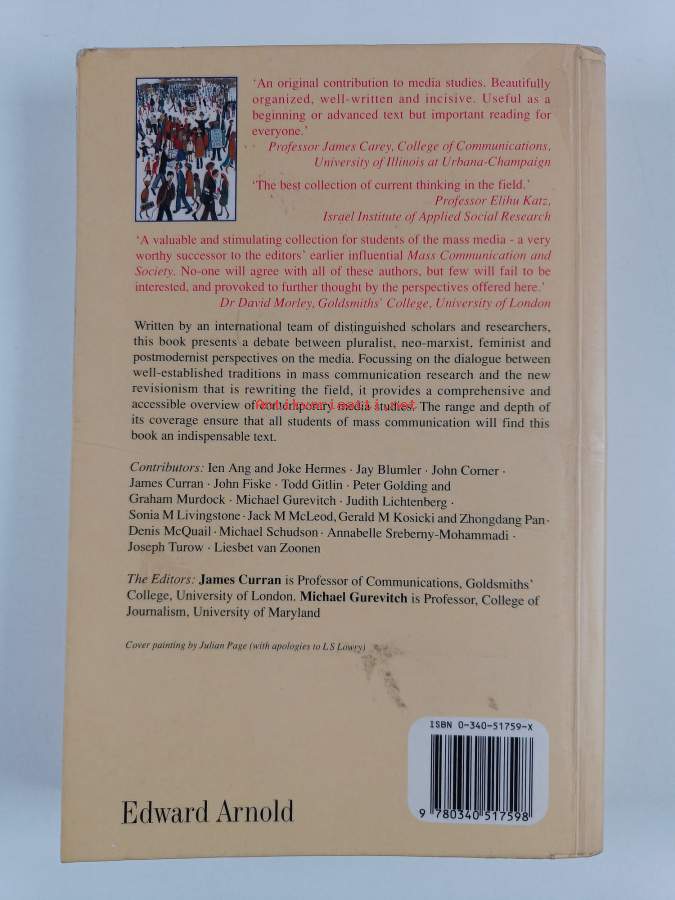 'An original contribution to media studies. Beautifully
organized, well-written and incisive. Useful as a
beginning or advanced text but important reading for
everyone.'
Professor James Carey, College of Communications,
University of Illinois at Urbana-Champaign
'The best collection of current thinking in the field.'
Professor Elihu Katz,
Israel Institute of Applied Social Research
'A valuable and stimulating collection for students of the mass media - a very
worthy successor to the editors' earlier influential Mass Communication and
Society. No-one will agree with all of these authors, but few will fail to be
interested, and provoked to further thought by the perspectives offered here.'
Dr David Morley, Goldsmiths' College, University of London
Written by an international team of distinguished scholars and researchers,
this book presents a debate between pluralist, neo-marxist, feminist and
postmodernist perspectives on the media. Focussing on the dialogue between
well-established traditions in mass communication research and the new
revisionism that is rewriting the field, it provides a comprehensive and
accessible overview of contemporary media studies. The range and depth of
Antikvariaatti.net
its coverage ensure that all students of mass communication will find this
book an indispensable text.
Contributors: Ien Ang and Joke Hermes · Jay Blumler · John Corner ·
James Curran · John Fiske · Todd Gitlin · Peter Golding and
Graham Murdock · Michael Gurevitch · Judith Lichtenberg ·
Sonia M Livingstone · Jack M McLeod, Gerald M Kosicki and Zhongdang Pan ·
Denis McQuail · Michael Schudson · Annabelle Sreberny-Mohammadi ·
Joseph Turow · Liesbet van Zoonen
The Editors: James Curran is Professor of Communications, Goldsmiths'
College, University of London. Michael Gurevitch is Professor, College of
Journalism, University of Maryland
Cover painting by Julian Page (with apologies to LS Lowry)
ISBN 0-340-51759-X
9 780340 517598
Edward Arnold